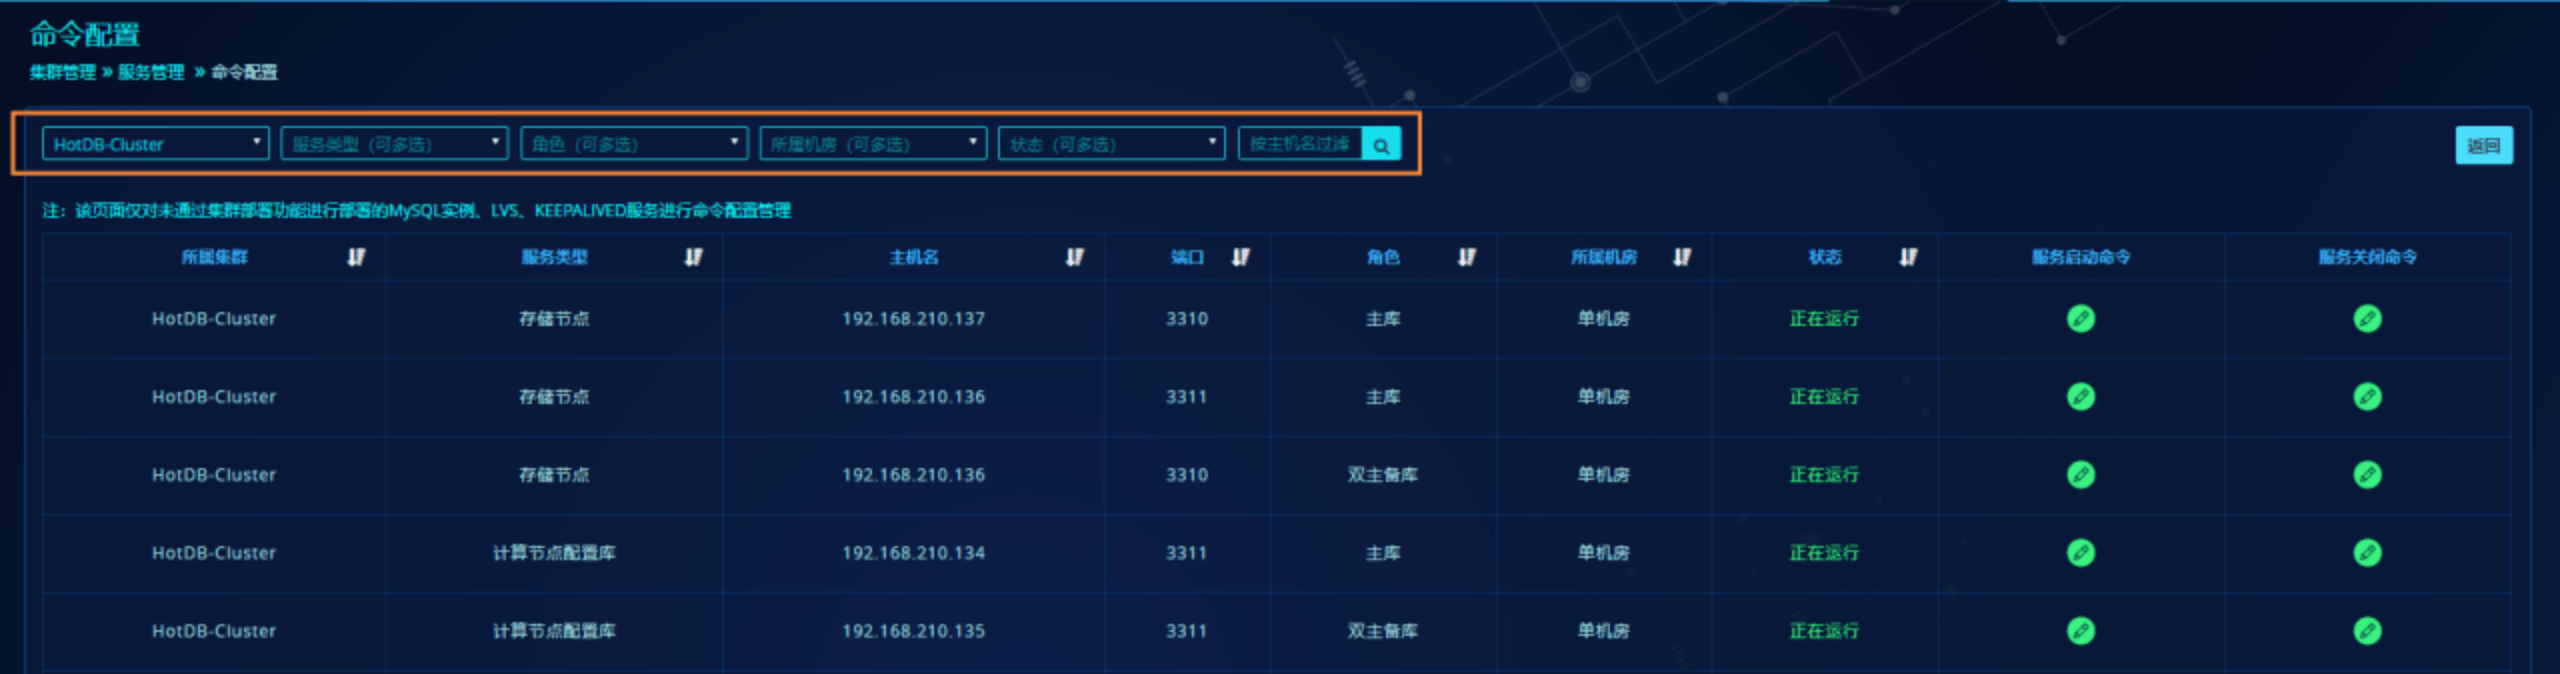 命令配置
集群管理 » 服务管理 » 命令配置
HotDB-Cluster 服务类型（可多选） 角色（可多选） 所属机房（可多选） 状态（可多选） 按主机名过滤 返回
注：该页面仅对未通过集群部署功能进行部署的MySQL实例、LVS、KEEPALIVED服务进行命令配置管理
所属集群 服务类型 主机名 端口 角色 所属机房 状态 服务启动命令 服务关闭命令
HotDB-Cluster 存储节点 192.168.210.137 3310 主库 单机房 正在运行
HotDB-Cluster 存储节点 192.168.210.136 3311 主库 单机房 正在运行
HotDB-Cluster 存储节点 192.168.210.136 3310 双主备库 单机房 正在运行
HotDB-Cluster 计算节点配置库 192.168.210.134 3311 主库 单机房 正在运行
HotDB-Cluster 计算节点配置库 192.168.210.135 3311 双主备库 单机房 正在运行